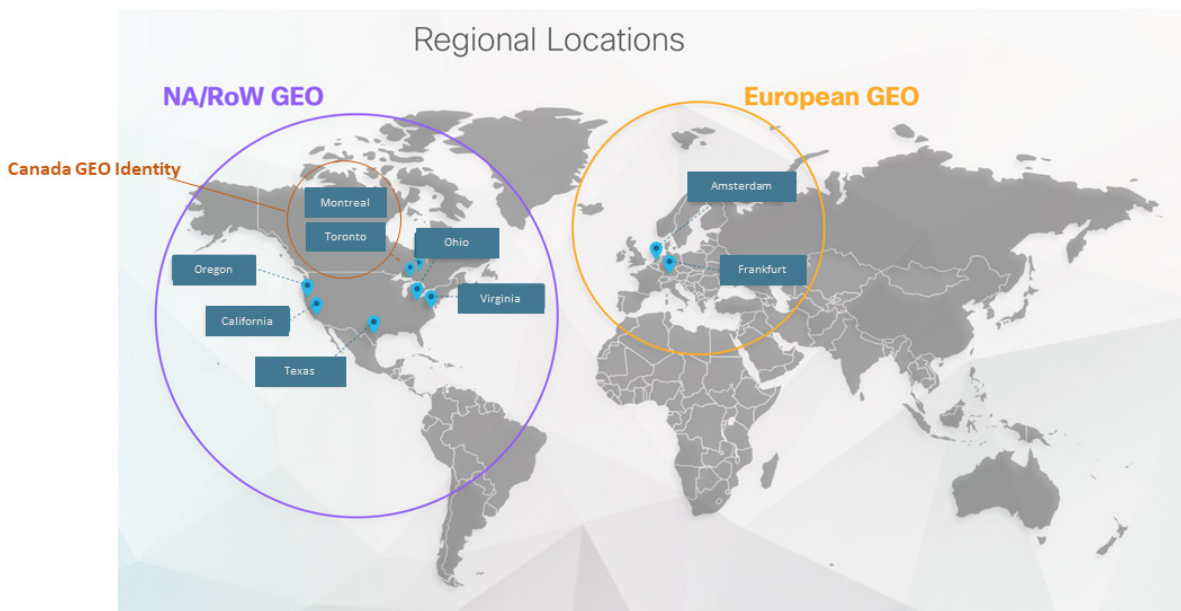 Regional Locations
NA/RoW GEO
European GEO
Canada GEO Identity
Montreal
Toronto
Ohio
Oregon
Virginia
California
Texas
Amsterdam
Frankfurt